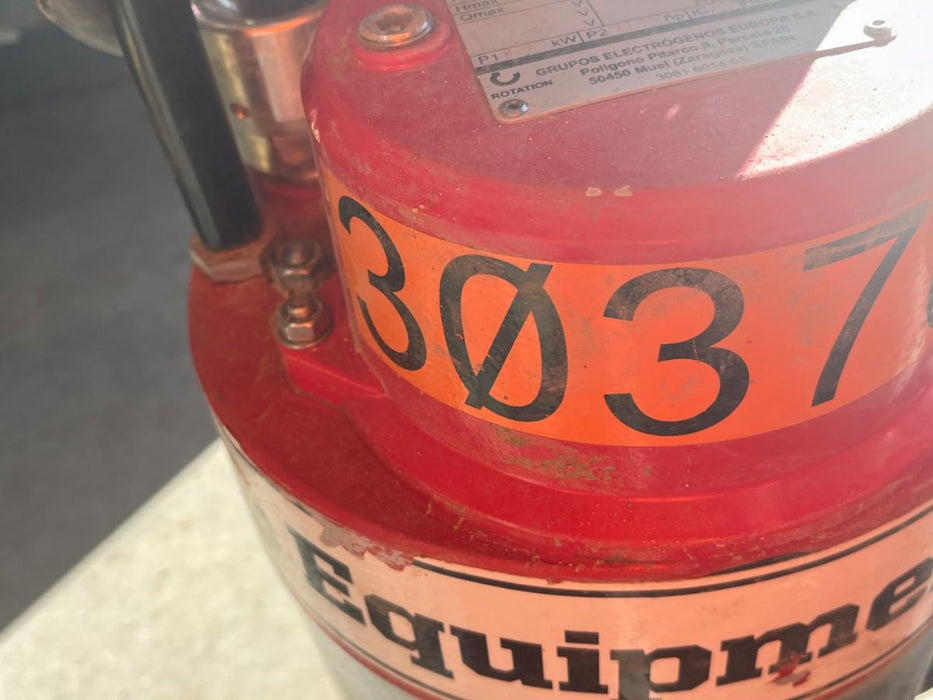 Hmax
Qmax
P1 kW P2
GRUPOS ELECTRÓGENOS EUROPA S.A.
Polígono Pitarco II, Parcela 20
50450 Muel (Zaragoza) SPAIN
ROTATION
3Ø37
Equipme